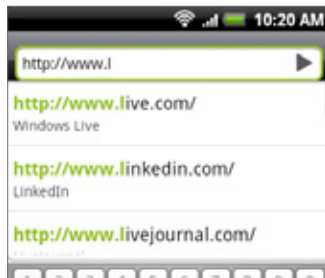 10:20 AM
http://www.l
http://www.live.com/
Windows Live
http://www.linkedin.com/
LinkedIn
http://www.livejournal.com/